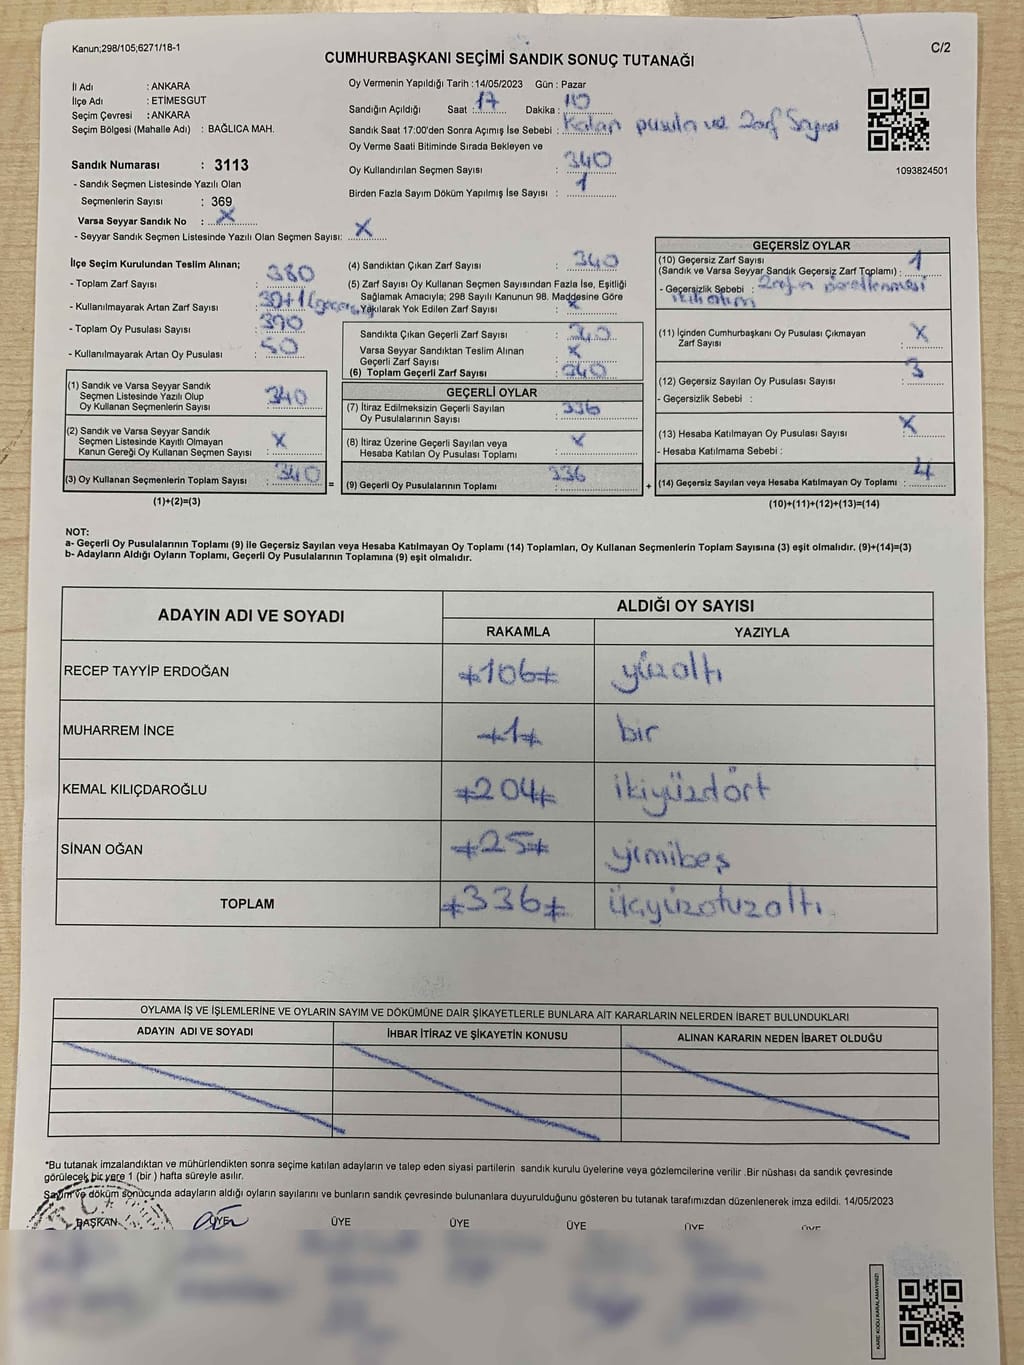 Kanun;298/105;6271/18-1
C/2
CUMHURBAŞKANI SEÇİMİ SANDIK SONUÇ TUTANAĞI
İl Adı : ANKARA
İlçe Adı : ETİMESGUT
Seçim Çevresi : ANKARA
Seçim Bölgesi (Mahalle Adı) : BAĞLICA MAH.
Sandık Numarası : 3113
- Sandık Seçmen Listesinde Yazılı Olan
Seçmenlerin Sayısı : 369
Varsa Seyyar Sandık No : X
- Seyyar Sandık Seçmen Listesinde Yazılı Olan Seçmen Sayısı: X
Oy Vermenin Yapıldığı Tarih :14/05/2023 Gün : Pazar
Sandığın Açıldığı Saat : 17 Dakika :
Sandık Saat 17:00'den Sonra Açımış İse Sebebi : Kalan pusula ve Zarf Sayımı
Oy Verme Saati Bitiminde Sırada Bekleyen ve
Oy Kullandırılan Seçmen Sayısı : 340
Birden Fazla Sayım Döküm Yapılmış İse Sayısı : 1
1093824501
İlçe Seçim Kurulundan Teslim Alınan;
- Toplam Zarf Sayısı : 380
- Kullanılmayarak Artan Zarf Sayısı : 39+1
- Toplam Oy Pusulası Sayısı : 390
- Kullanılmayarak Artan Oy Pusulası : 50
(1) Sandık ve Varsa Seyyar Sandık
Seçmen Listesinde Yazılı Olup
Oy Kullanan Seçmenlerin Sayısı : 340
(2) Sandık ve Varsa Seyyar Sandık
Seçmen Listesinde Kayıtlı Olmayan
Kanun Gereği Oy Kullanan Seçmen Sayısı : X
(3) Oy Kullanan Seçmenlerin Toplam Sayısı : 340
(1)+(2)=(3)
(4) Sandıktan Çıkan Zarf Sayısı : 340
(5) Zarf Sayısı Oy Kullanan Seçmen Sayısından Fazla İse, Eşitliği
Sağlamak Amacıyla; 298 Sayılı Kanunun 98. Maddesine Göre
Yakılarak Yok Edilen Zarf Sayısı : X
Sandıkta Çıkan Geçerli Zarf Sayısı : 340
Varsa Seyyar Sandıktan Teslim Alınan
Geçerli Zarf Sayısı : X
(6) Toplam Geçerli Zarf Sayısı : 340
GEÇERLİ OYLAR
(7) İtiraz Edilmeksizin Geçerli Sayılan
Oy Pusulalarının Sayısı : 336
(8) İtiraz Üzerine Geçerli Sayılan veya
Hesaba Katılan Oy Pusulası Toplamı : X
= (9) Geçerli Oy Pusulalarının Toplamı : 336
GEÇERSİZ OYLAR
(10) Geçersiz Zarf Sayısı
(Sandık ve Varsa Seyyar Sandık Geçersiz Zarf Toplamı) : 1
- Geçersizlik Sebebi :
(11) İçinden Cumhurbaşkanı Oy Pusulası Çıkmayan
Zarf Sayısı : X
(12) Geçersiz Sayılan Oy Pusulası Sayısı : 3
- Geçersizlik Sebebi :
(13) Hesaba Katılmayan Oy Pusulası Sayısı : X
- Hesaba Katılmama Sebebi :
+ (14) Geçersiz Sayılan veya Hesaba Katılmayan Oy Toplamı : 4
(10)+(11)+(12)+(13)=(14)
NOT:
a- Geçerli Oy Pusulalarının Toplamı (9) ile Geçersiz Sayılan veya Hesaba Katılmayan Oy Toplamı (14) Toplamları, Oy Kullanan Seçmenlerin Toplam Sayısına (3) eşit olmalıdır. (9)+(14)=(3)
b- Adayların Aldığı Oyların Toplamı, Geçerli Oy Pusulalarının Toplamına (9) eşit olmalıdır.
ADAYIN ADI VE SOYADI
ALDIĞI OY SAYISI
RAKAMLA YAZIYLA
RECEP TAYYİP ERDOĞAN 106 yüzaltı
MUHARREM İNCE 1 bir
KEMAL KILIÇDAROĞLU 204 ikiyüzdört
SİNAN OĞAN 25 yirmibeş
TOPLAM 336 üçyüzotuzaltı
OYLAMA İŞ VE İŞLEMLERİNE VE OYLARIN SAYIM VE DÖKÜMÜNE DAİR ŞİKAYETLERLE BUNLARA AİT KARARLARIN NELERDEN İBARET BULUNDUKLARI
ADAYIN ADI VE SOYADI İHBAR İTİRAZ VE ŞİKAYETİN KONUSU ALINAN KARARIN NEDEN İBARET OLDUĞU
*Bu tutanak imzalandıktan ve mühürlendikten sonra seçime katılan adayların ve talep eden siyasi partilerin sandık kurulu üyelerine veya gözlemcilerine verilir .Bir nüshası da sandık çevresinde
görülecek bir yere 1 (bir ) hafta süreyle asılır.
Sayım ve döküm sonucunda adayların aldığı oyların sayılarını ve bunların sandık çevresinde bulunanlara duyurulduğunu gösteren bu tutanak tarafımızdan düzenlenerek imza edildi. 14/05/2023
BAŞKAN ÜYE ÜYE ÜYE ÜYE ÜYE ÜYE
KARE KODU KARALAMAYINIZ!